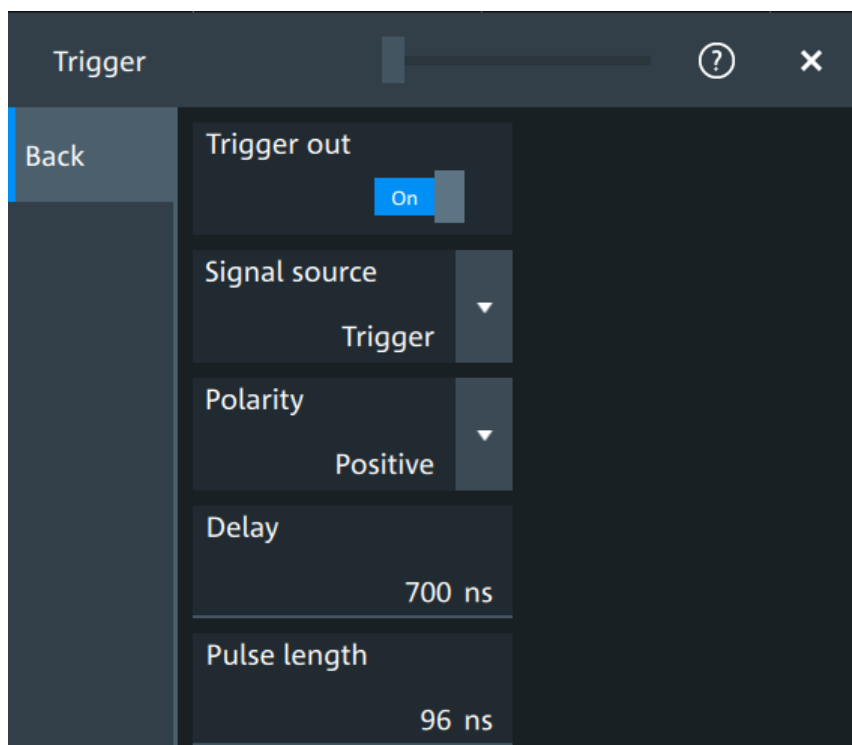 Trigger
?
Back
Trigger out
On
Signal source
Trigger
Polarity
Positive
Delay
700 ns
Pulse length
96 ns